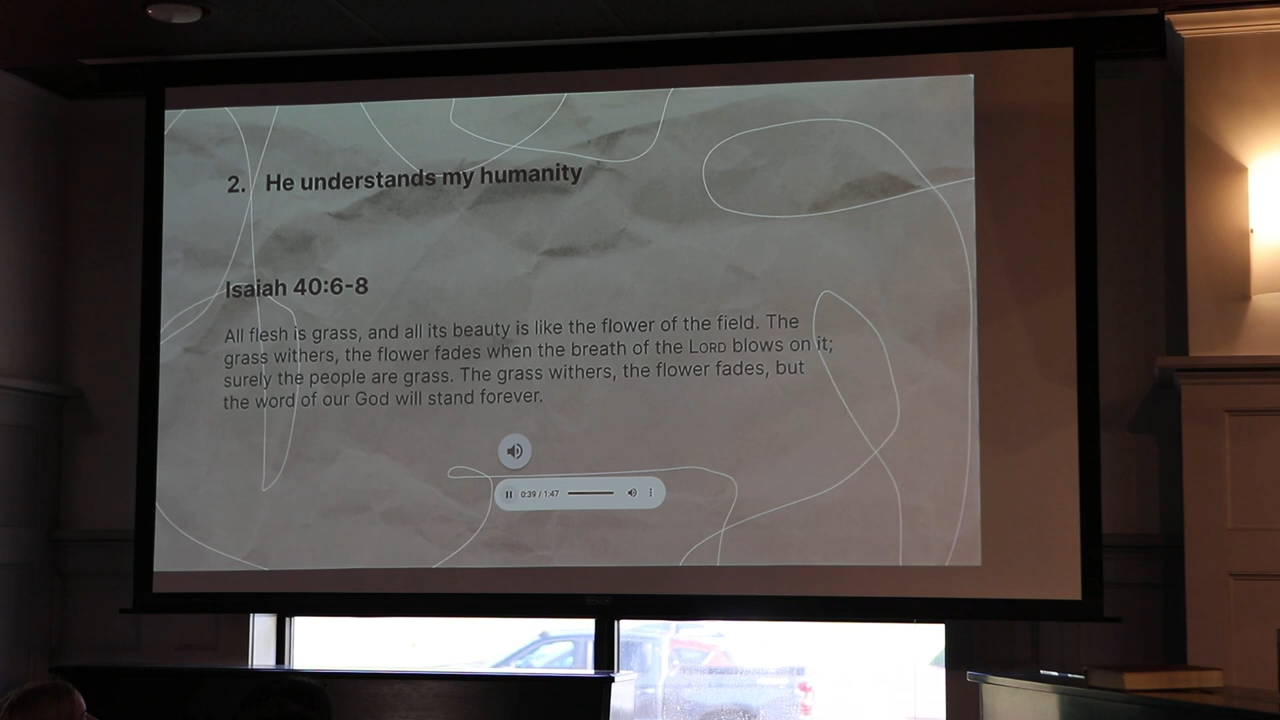 2. He understands my humanity
Isaiah 40:6-8
All flesh is grass, and all its beauty is like the flower of the field. The
grass withers, the flower fades when the breath of the LORD blows on it;
surely the people are grass. The grass withers, the flower fades, but
the word of our God will stand forever.
0:39 / 1:47